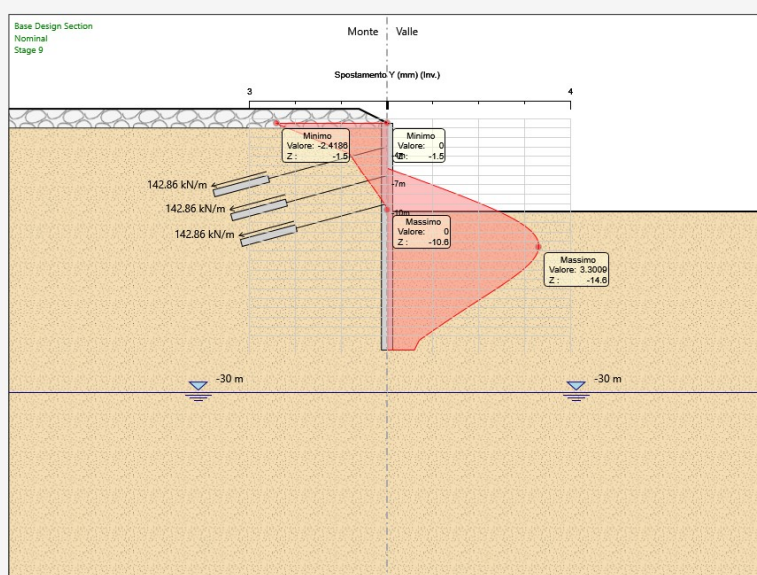 Base Design Section
Nominal
Stage 9
Monte
Valle
Spostamento Y (mm) (Inv.)
3
4
Minimo
Valore: -2.4186
Z : -1.5
Minimo
Valore: 0
Z : -1.5
142.86 kN/m
-7m
142.86 kN/m
142.86 kN/m
-10m
Massimo
Valore: 0
Z : -10.6
Massimo
Valore: 3.3009
Z : -14.6
-30 m
-30 m